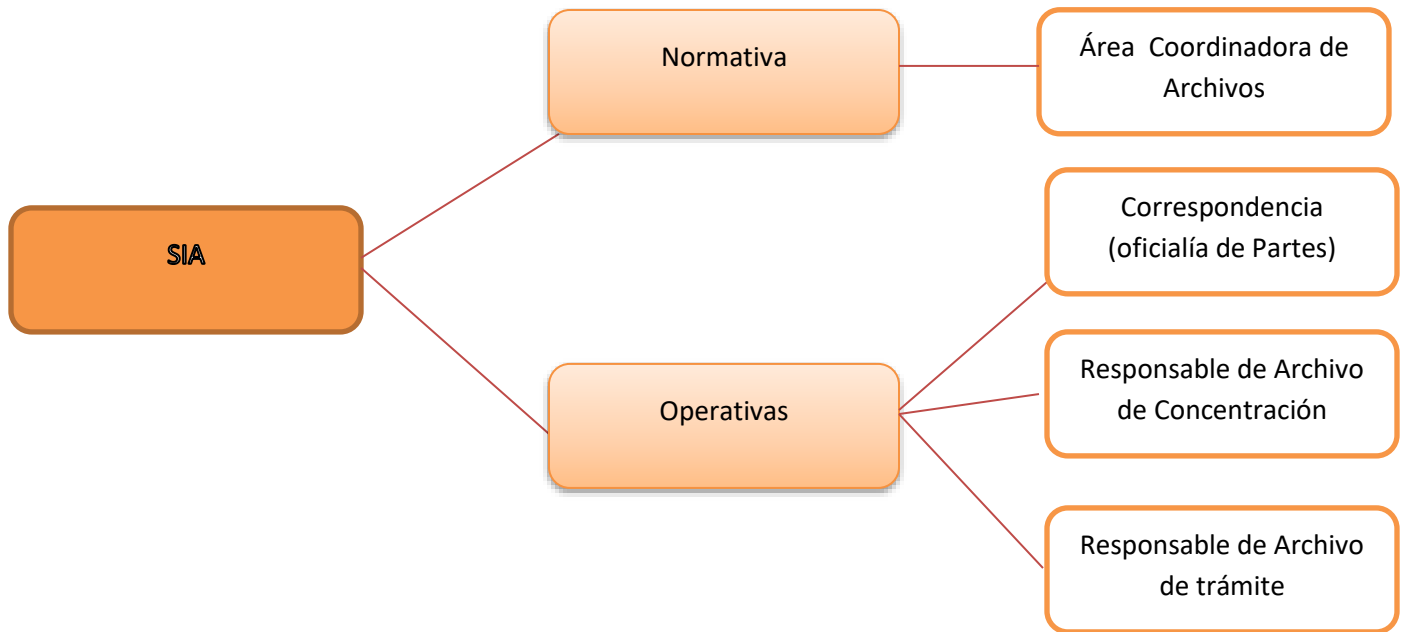 SIA
Normativa
Área Coordinadora de
Archivos
Operativas
Correspondencia
(oficialía de Partes)
Responsable de Archivo
de Concentración
Responsable de Archivo
de trámite